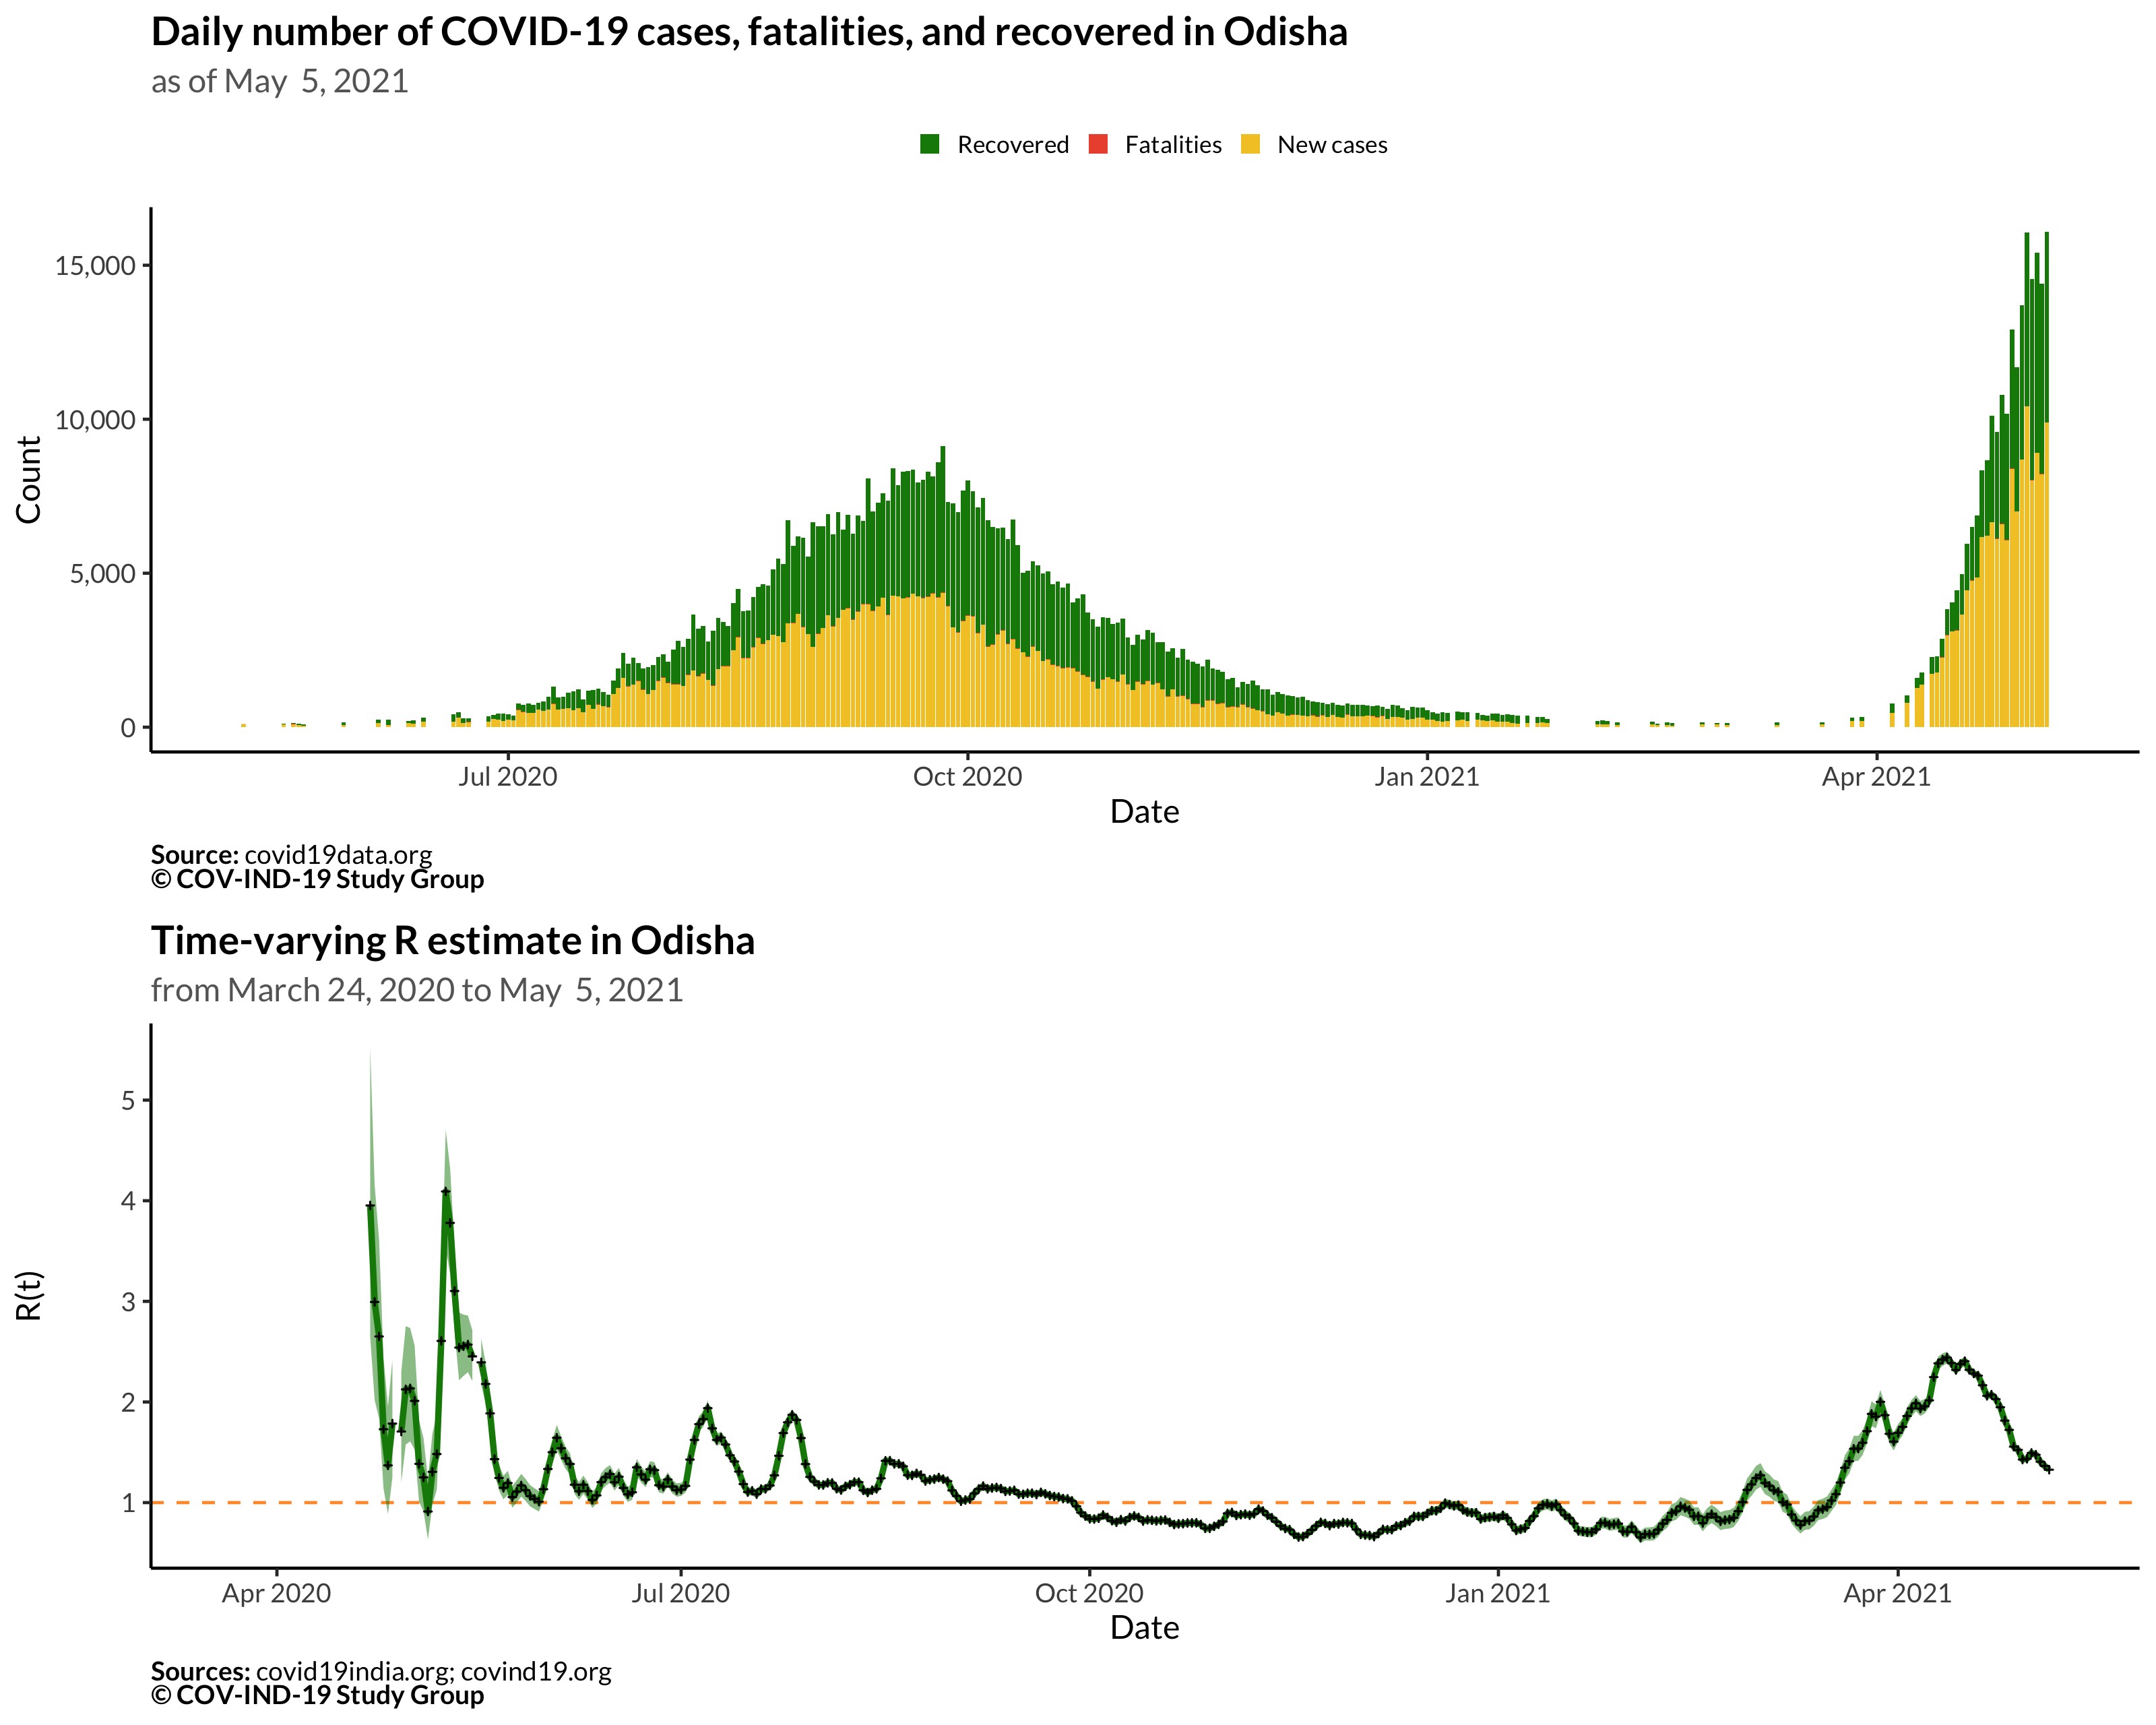 Daily number of COVID-19 cases, fatalities, and recovered in Odisha
as of May  5, 2021
Recovered Fatalities New cases
Count
15,000
10,000
5,000
0
Jul 2020 Oct 2020 Jan 2021 Apr 2021
Date
Source: covid19data.org
© COV-IND-19 Study Group
Time-varying R estimate in Odisha
from March 24, 2020 to May  5, 2021
R(t)
5
4
3
2
1
Apr 2020 Jul 2020 Oct 2020 Jan 2021 Apr 2021
Date
Sources: covid19india.org; covind19.org
© COV-IND-19 Study Group